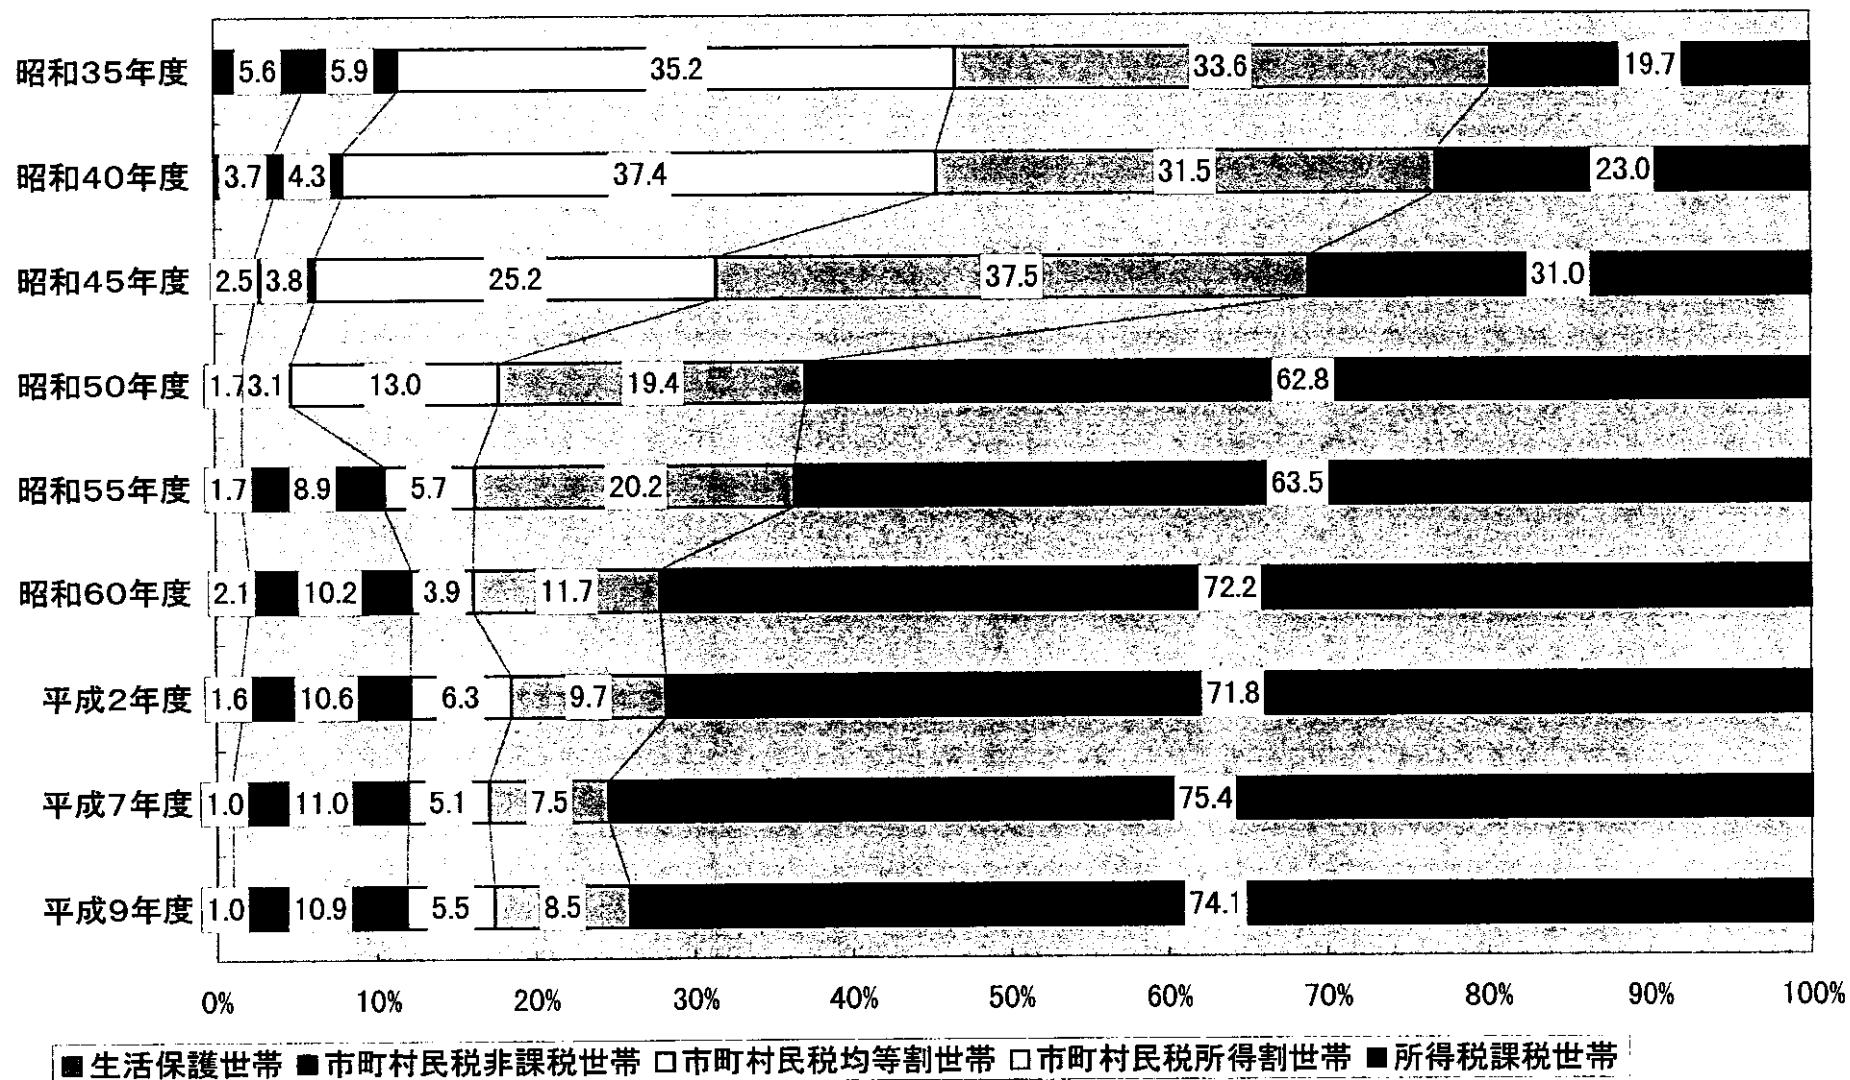 昭和35年度 5.6 5.9 35.2 33.6 19.7
昭和40年度 3.7 4.3 37.4 31.5 23.0
昭和45年度 2.5 3.8 25.2 37.5 31.0
昭和50年度 1.7 3.1 13.0 19.4 62.8
昭和55年度 1.7 8.9 5.7 20.2 63.5
昭和60年度 2.1 10.2 3.9 11.7 72.2
平成2年度 1.6 10.6 6.3 9.7 71.8
平成7年度 1.0 11.0 5.1 7.5 75.4
平成9年度 1.0 10.9 5.5 8.5 74.1
0% 10% 20% 30% 40% 50% 60% 70% 80% 90% 100%
■生活保護世帯 ■市町村民税非課税世帯 □市町村民税均等割世帯 □市町村民税所得割世帯 ■所得税課税世帯